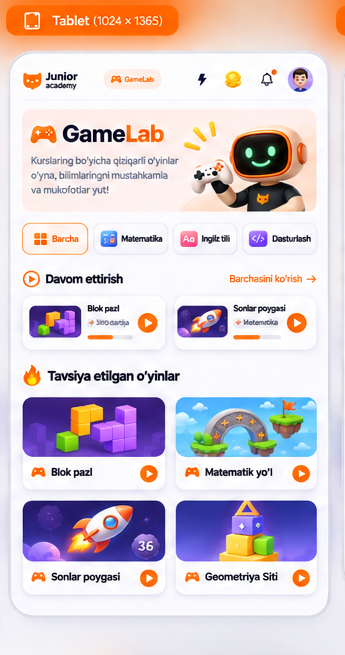 Tablet (1024 × 1365)
Junior
academy
GameLab
GameLab
Kurslaring bo'yicha qiziqarli o'yinlar
o'yna, bilimlaringni mustahkamla
va mukofotlar yut!
Barcha
Matematika
Aa
Ingliz tili
</>
Dasturlash
Davom ettirish
Barchasini ko'rish →
Blok pazl
Sonlar poygasi
Matematika
Tavsiya etilgan o'yinlar
Blok pazl
Matematik yo'l
36
Sonlar poygasi
Geometriya Siti